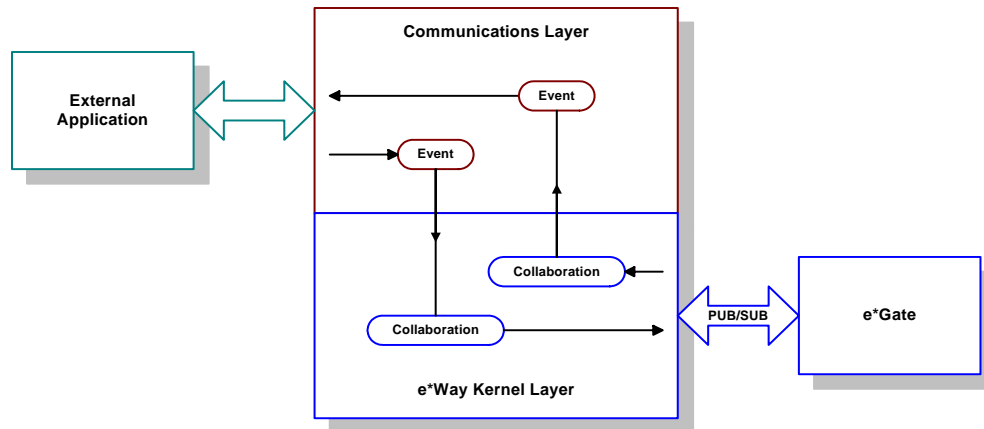 Communications Layer
External
Application
Event
Event
Collaboration
Collaboration
PUB/SUB
e*Gate
e*Way Kernel Layer